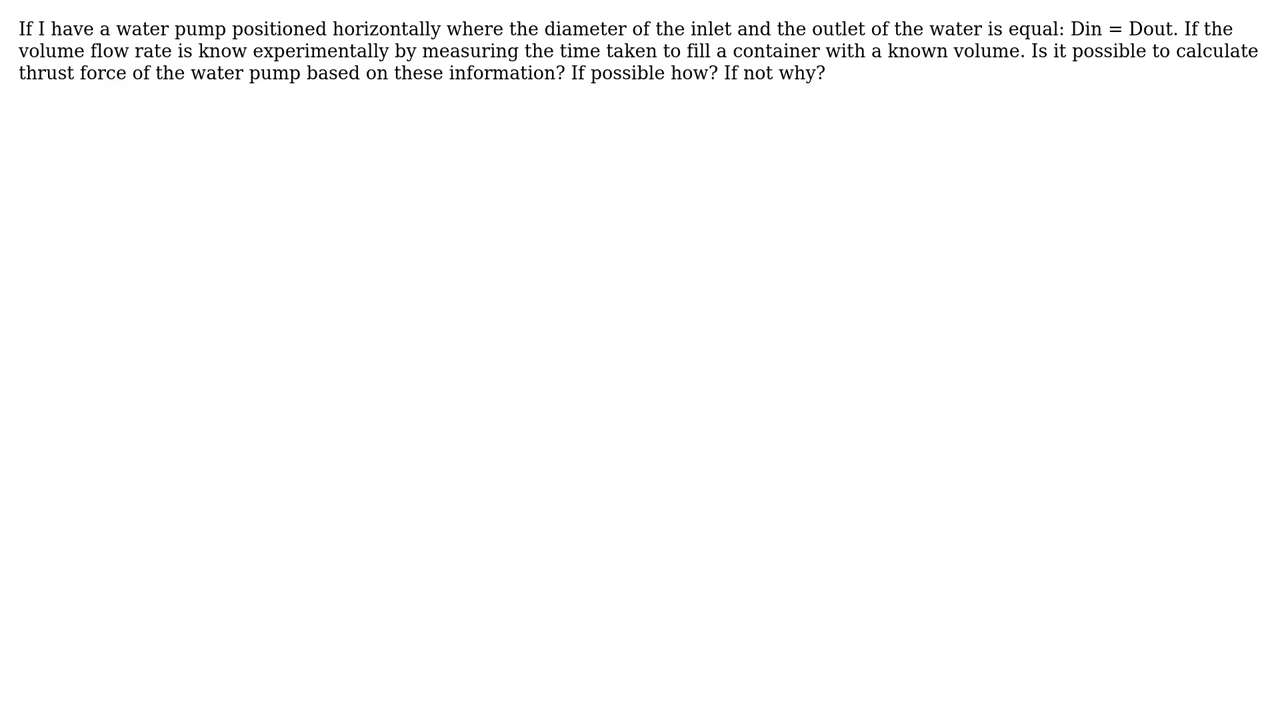 If I have a water pump positioned horizontally where the diameter of the inlet and the outlet of the water is equal: Din = Dout. If the
volume flow rate is know experimentally by measuring the time taken to fill a container with a known volume. Is it possible to calculate
thrust force of the water pump based on these information? If possible how? If not why?